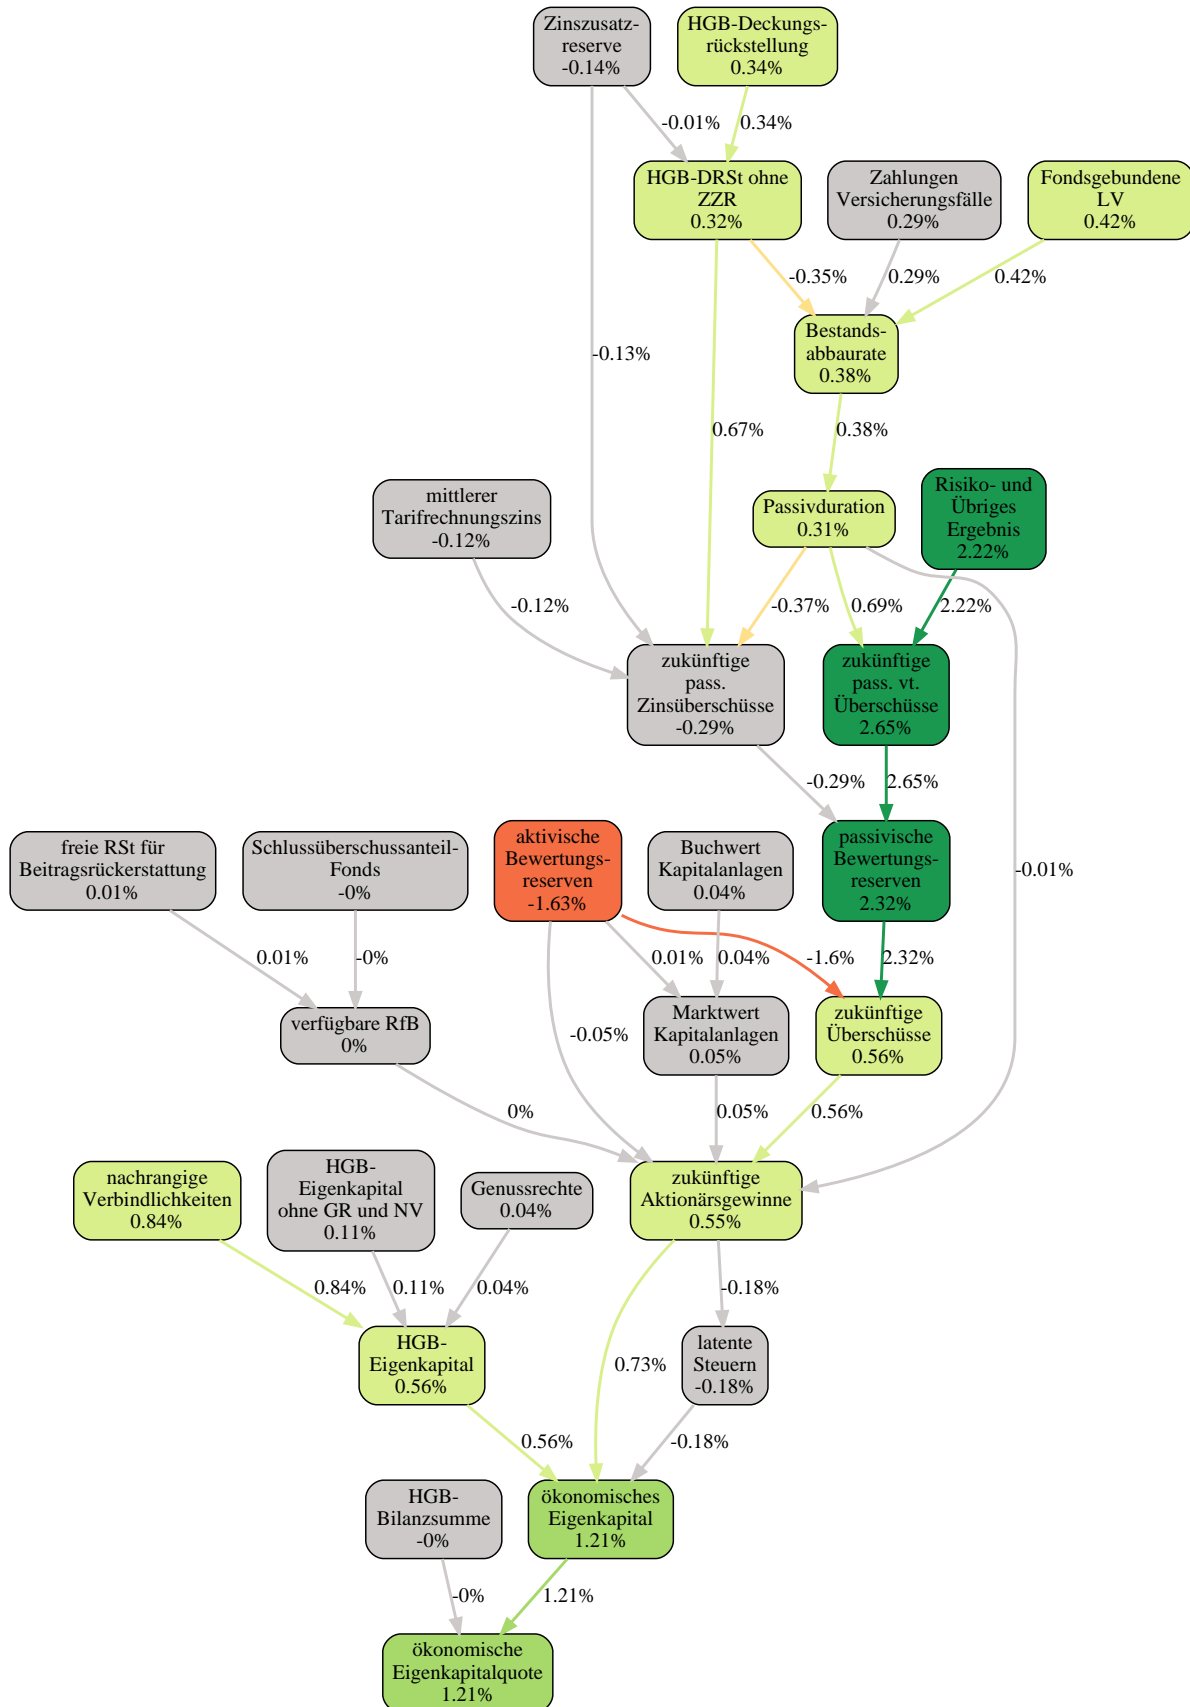 Zinszusatz-
reserve
-0.14%
HGB-Deckungs-
rückstellung
0.34%
-0.01%
0.34%
HGB-DRSt ohne
ZZR
0.32%
Zahlungen
Versicherungsfälle
0.29%
Fondsgebundene
LV
0.42%
-0.35%
0.29%
0.42%
Bestands-
abbaurate
0.38%
-0.13%
0.67%
0.38%
mittlerer
Tarifrechnungszins
-0.12%
Passivduration
0.31%
Risiko- und
Übriges
Ergebnis
2.22%
-0.12%
-0.37%
0.69%
2.22%
zukünftige
pass.
Zinsüberschüsse
-0.29%
zukünftige
pass. vt.
Überschüsse
2.65%
-0.29%
2.65%
freie RSt für
Beitragsrückerstattung
0.01%
Schlussüberschussanteil-
Fonds
-0%
aktivische
Bewertungs-
reserven
-1.63%
Buchwert
Kapitalanlagen
0.04%
passivische
Bewertungs-
reserven
2.32%
-0.01%
0.01%
-0%
0.01%
0.04%
-1.6%
2.32%
verfügbare RfB
0%
-0.05%
Marktwert
Kapitalanlagen
0.05%
zukünftige
Überschüsse
0.56%
0%
0.05%
0.56%
nachrangige
Verbindlichkeiten
0.84%
HGB-
Eigenkapital
ohne GR und NV
0.11%
Genussrechte
0.04%
zukünftige
Aktionärsgewinne
0.55%
0.84%
0.11%
0.04%
-0.18%
HGB-
Eigenkapital
0.56%
0.73%
latente
Steuern
-0.18%
0.56%
-0.18%
HGB-
Bilanzsumme
-0%
ökonomisches
Eigenkapital
1.21%
-0%
1.21%
ökonomische
Eigenkapitalquote
1.21%